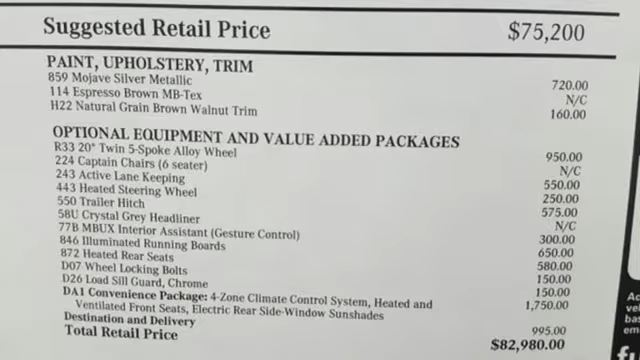 Suggested Retail Price $75,200
PAINT, UPHOLSTERY, TRIM
859 Mojave Silver Metallic 720.00
114 Espresso Brown MB-Tex N/C
H22 Natural Grain Brown Walnut Trim 160.00
OPTIONAL EQUIPMENT AND VALUE ADDED PACKAGES
R33 20" Twin 5-Spoke Alloy Wheel 950.00
224 Captain Chairs (6 seater) N/C
243 Active Lane Keeping 550.00
443 Heated Steering Wheel 250.00
550 Trailer Hitch 575.00
58U Crystal Grey Headliner N/C
77B MBUX Interior Assistant (Gesture Control) 300.00
846 Illuminated Running Boards 650.00
872 Heated Rear Seats 580.00
D07 Wheel Locking Bolts 150.00
D26 Load Sill Guard, Chrome 150.00
DA1 Convenience Package: 4-Zone Climate Control System, Heated and 1,750.00
Ventilated Front Seats, Electric Rear Side-Window Sunshades
Destination and Delivery 995.00
Total Retail Price $82,980.00